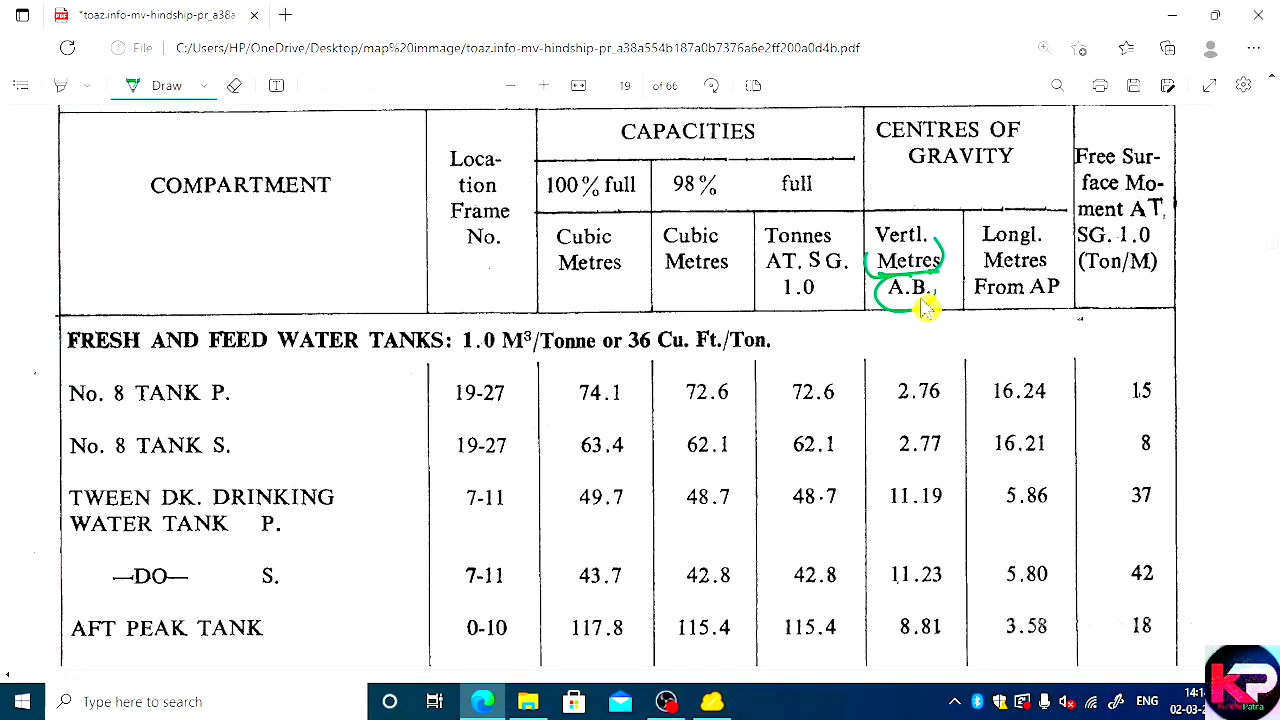 *toaz.info-mv-hindship-pr_a38a
File C:/Users/HP/OneDrive/Desktop/map%20immage/toaz.info-mv-hindship-pr_a38a554b187a0b7376a6e2ff200a0d4b.pdf
Draw 19 of 66
COMPARTMENT
Loca-
tion
Frame
No.
CAPACITIES
100% full 98% full
Cubic
Metres
Cubic
Metres
Tonnes
AT. SG.
1.0
CENTRES OF
GRAVITY
Vertl.
Metres
A.B.
Longl.
Metres
From AP
Free Sur-
face Mo-
ment AT.
SG. 1.0
(Ton/M)
FRESH AND FEED WATER TANKS: 1.0 M³/Tonne or 36 Cu. Ft./Ton.
No. 8 TANK P. 19-27 74.1 72.6 72.6 2.76 16.24 15
No. 8 TANK S. 19-27 63.4 62.1 62.1 2.77 16.21 8
TWEEN DK. DRINKING 7-11 49.7 48.7 48.7 11.19 5.86 37
WATER TANK P.
—DO— S. 7-11 43.7 42.8 42.8 11.23 5.80 42
AFT PEAK TANK 0-10 117.8 115.4 115.4 8.81 3.58 18
Type here to search
ENG
02-03-
KP
Patra